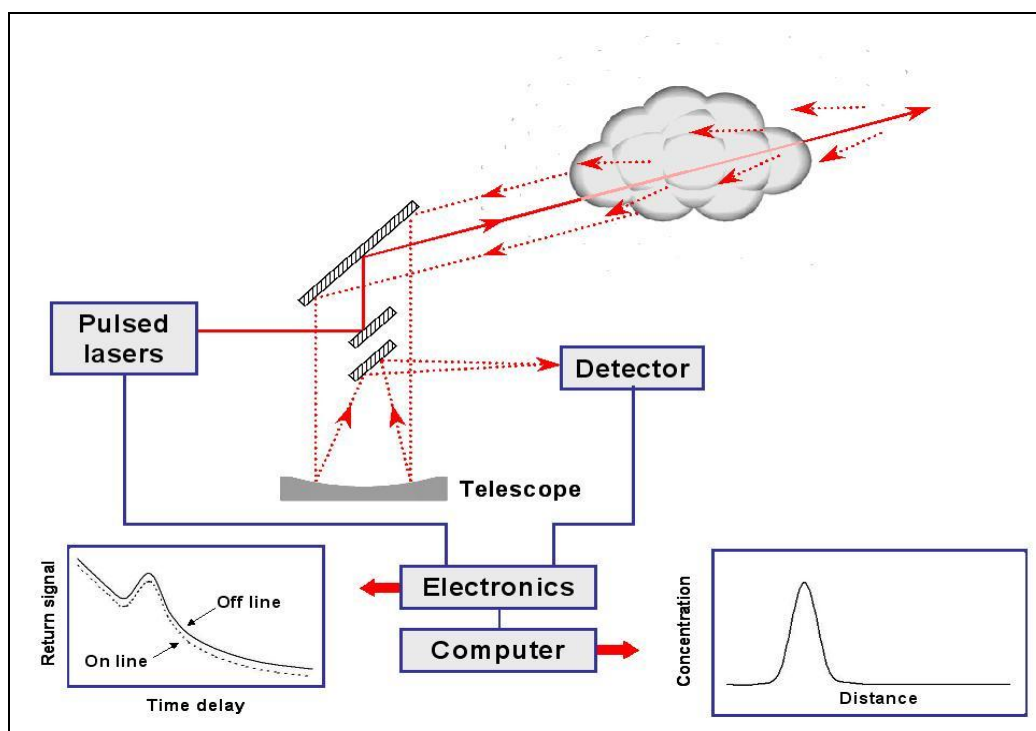 Pulsed
lasers
Detector
Telescope
Electronics
Computer
Return signal
Off line
On line
Time delay
Concentration
Distance